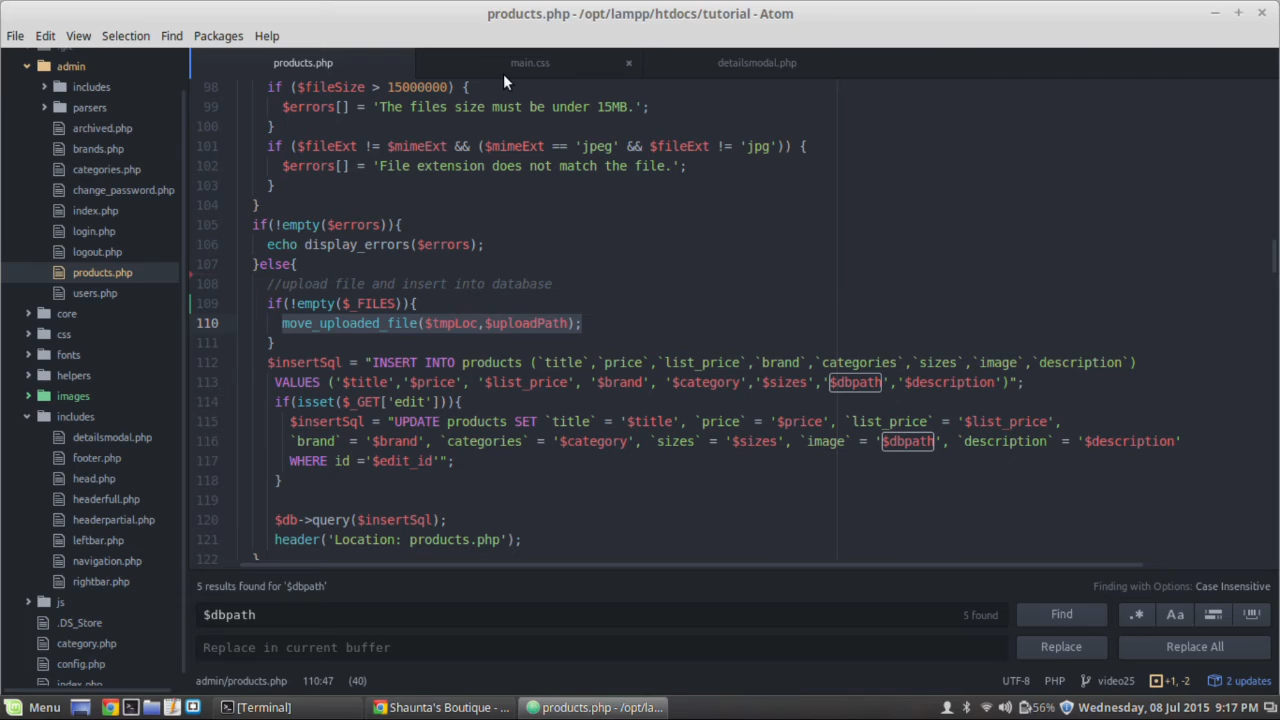 products.php - /opt/lampp/htdocs/tutorial - Atom
File Edit View Selection Find Packages Help
admin
includes
parsers
archived.php
brands.php
categories.php
change_password.php
index.php
login.php
logout.php
products.php
users.php
core
css
fonts
helpers
images
includes
detailsmodal.php
footer.php
head.php
headerfull.php
headerpartial.php
leftbar.php
navigation.php
rightbar.php
js
.DS_Store
category.php
config.php
index.php
products.php main.css × detailsmodal.php
98 if ($fileSize > 15000000) {
99 $errors[] = 'The files size must be under 15MB.';
100 }
101 if ($fileExt != $mimeExt && ($mimeExt == 'jpeg' && $fileExt != 'jpg')) {
102 $errors[] = 'File extension does not match the file.';
103 }
104 }
105 if(!empty($errors)){
106 echo display_errors($errors);
107 }else{
108 //upload file and insert into database
109 if(!empty($_FILES)){
110 move_uploaded_file($tmpLoc,$uploadPath);
111 }
112 $insertSql = "INSERT INTO products (`title`,`price`,`list_price`,`brand`,`categories`,`sizes`,`image`,`description`)
113 VALUES ('$title','$price', '$list_price', '$brand', '$category','$sizes','$dbpath','$description')";
114 if(isset($_GET['edit'])){
115 $insertSql = "UPDATE products SET `title` = '$title', `price` = '$price', `list_price` = '$list_price',
116 `brand` = '$brand', `categories` = '$category', `sizes` = '$sizes', `image` = '$dbpath', `description` = '$description'
117 WHERE id ='$edit_id'";
118 }
119
120 $db->query($insertSql);
121 header('Location: products.php');
122 }
5 results found for '$dbpath' Finding with Options: Case Insensitive
$dbpath 5 found Find .* Aa
Replace in current buffer Replace Replace All
admin/products.php 110:47 (40) UTF-8 PHP video25 +1, -2 2 updates
Menu [Terminal] Shaunta's Boutique - ... products.php - /opt/la... 56% Wednesday, 08 Jul 2015, 9:17 PM